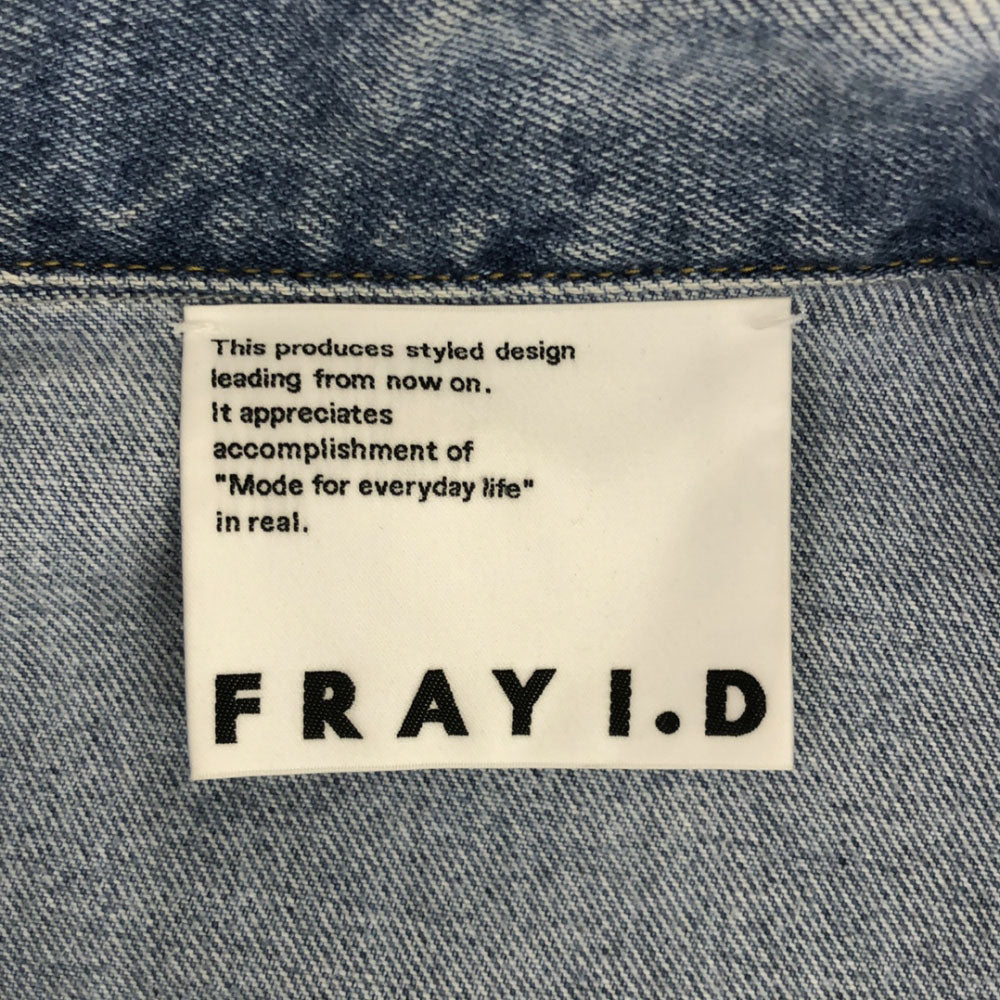 This produces styled design
leading from now on.
It appreciates
accomplishment of
"Mode for everyday life"
in real.
FRAY I.D